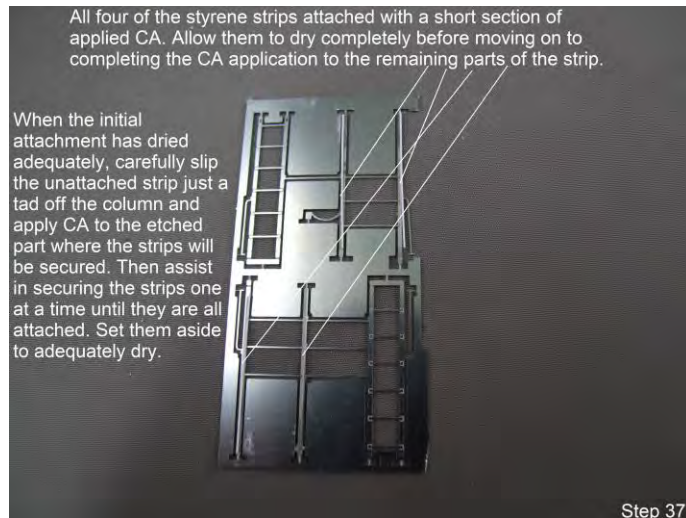 All four of the styrene strips attached with a short section of
applied CA. Allow them to dry completely before moving on to
completing the CA application to the remaining parts of the strip.
When the initial
attachment has dried
adequately, carefully slip
the unattached strip just a
tad off the column and
apply CA to the etched
part where the strips will
be secured. Then assist
in securing the strips one
at a time until they are all
attached. Set them aside
to adequately dry.
Step 37